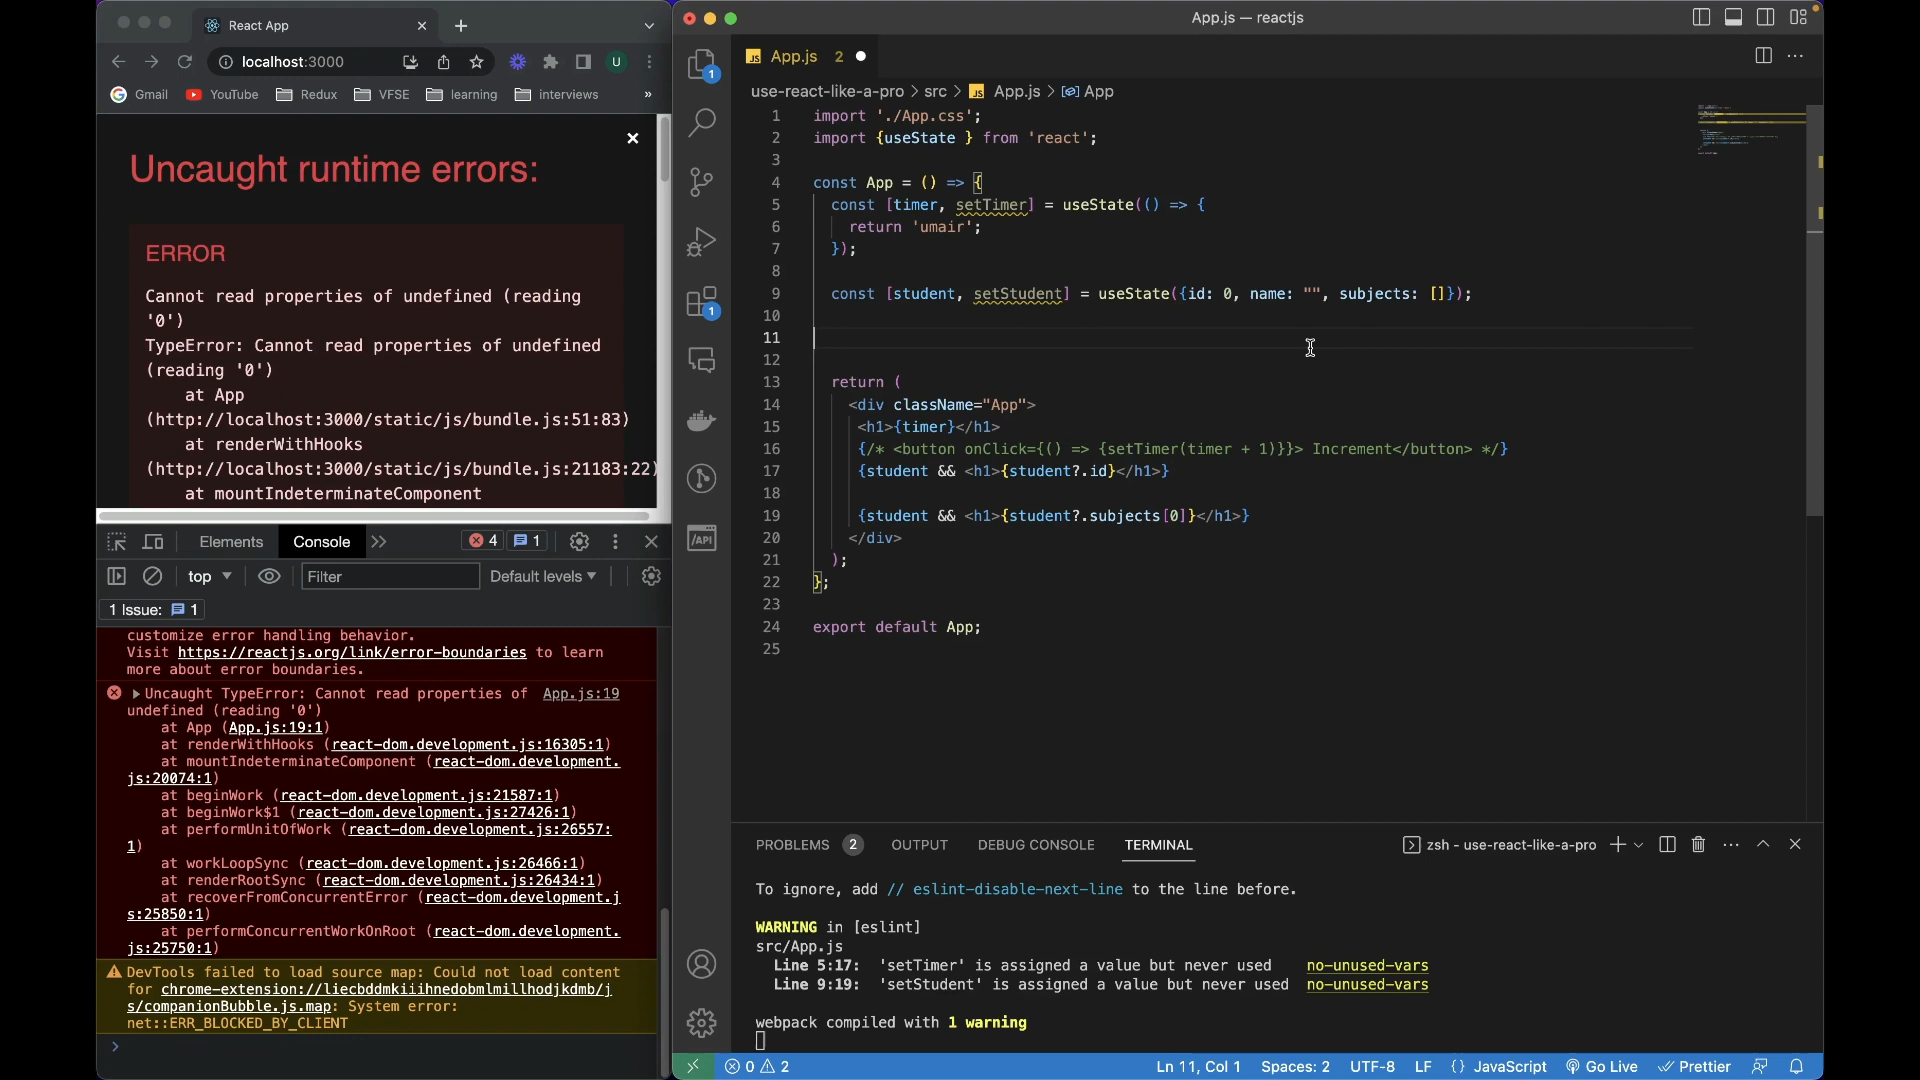 React App
localhost:3000
U
Gmail YouTube Redux VFSE learning interviews »
Uncaught runtime errors:
ERROR
Cannot read properties of undefined (reading
'0')
TypeError: Cannot read properties of undefined
(reading '0')
at App
(http://localhost:3000/static/js/bundle.js:51:83)
at renderWithHooks
(http://localhost:3000/static/js/bundle.js:21183:22)
at mountIndeterminateComponent
Elements Console 4 1
top Filter Default levels
1 Issue: 1
customize error handling behavior.
Visit https://reactjs.org/link/error-boundaries to learn
more about error boundaries.
Uncaught TypeError: Cannot read properties of App.js:19
undefined (reading '0')
at App (App.js:19:1)
at renderWithHooks (react-dom.development.js:16305:1)
at mountIndeterminateComponent (react-dom.development.
js:20074:1)
at beginWork (react-dom.development.js:21587:1)
at beginWork$1 (react-dom.development.js:27426:1)
at performUnitOfWork (react-dom.development.js:26557:
1)
at workLoopSync (react-dom.development.js:26466:1)
at renderRootSync (react-dom.development.js:26434:1)
at recoverFromConcurrentError (react-dom.development.j
s:25850:1)
at performConcurrentWorkOnRoot (react-dom.development.
js:25750:1)
DevTools failed to load source map: Could not load content
for chrome-extension://liecbddmkiiihnedobmlmillhodjkdmb/j
s/companionBubble.js.map: System error:
net::ERR_BLOCKED_BY_CLIENT
App.js — reactjs
1
1
/API
JS App.js 2
use-react-like-a-pro > src > JS App.js > App
1 import './App.css';
2 import {useState } from 'react';
3
4 const App = () => {
5 const [timer, setTimer] = useState(() => {
6 return 'umair';
7 });
8
9 const [student, setStudent] = useState({id: 0, name: "", subjects: []});
10
11
12
13 return (
14 <div className="App">
15 <h1>{timer}</h1>
16 {/* <button onClick={() => {setTimer(timer + 1)}}> Increment</button> */}
17 {student && <h1>{student?.id}</h1>}
18
19 {student && <h1>{student?.subjects[0]}</h1>}
20 </div>
21 );
22 };
23
24 export default App;
25
PROBLEMS 2 OUTPUT DEBUG CONSOLE TERMINAL zsh - use-react-like-a-pro
To ignore, add // eslint-disable-next-line to the line before.
WARNING in [eslint]
src/App.js
Line 5:17: 'setTimer' is assigned a value but never used no-unused-vars
Line 9:19: 'setStudent' is assigned a value but never used no-unused-vars
webpack compiled with 1 warning
0 2 Ln 11, Col 1 Spaces: 2 UTF-8 LF {} JavaScript Go Live Prettier